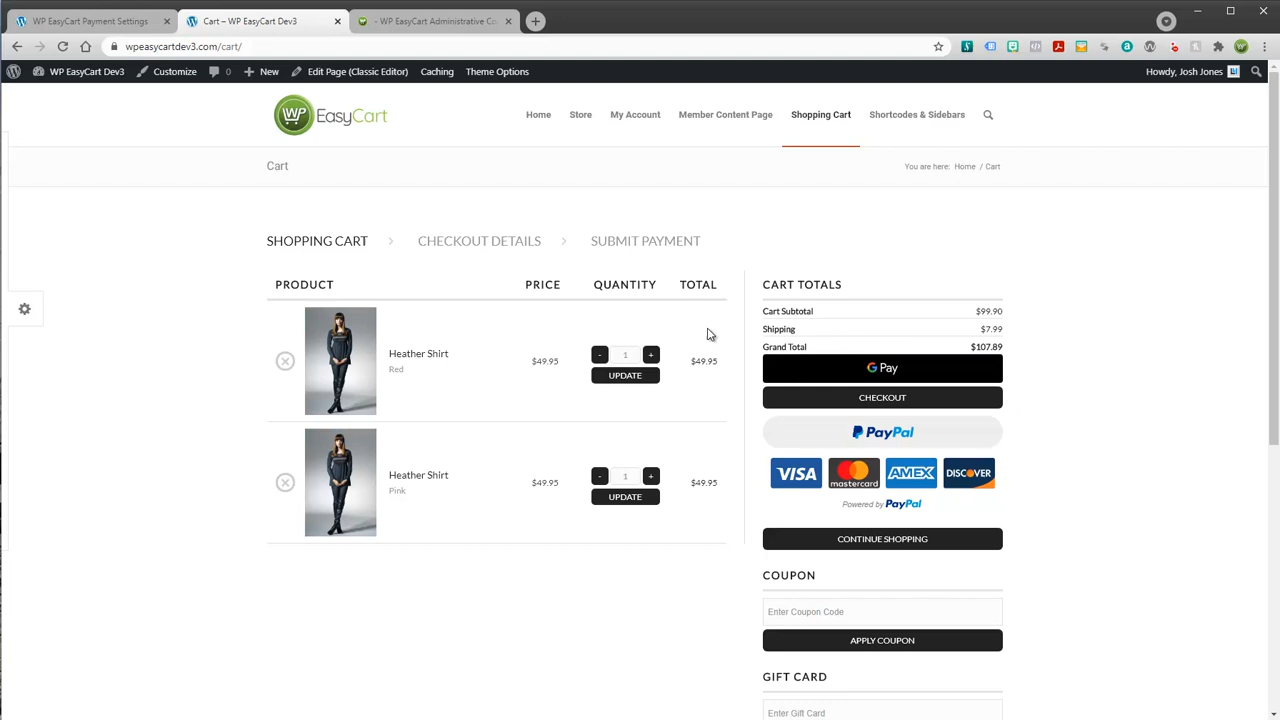 WP EasyCart Payment Settings
Cart – WP EasyCart Dev3
- WP EasyCart Administrative Co
wpeasycartdev3.com/cart/
WP EasyCart Dev3
Customize
0
New
Edit Page (Classic Editor)
Caching
Theme Options
Howdy, Josh Jones
WP EasyCart
Home
Store
My Account
Member Content Page
Shopping Cart
Shortcodes & Sidebars
Cart
You are here: Home / Cart
SHOPPING CART
CHECKOUT DETAILS
SUBMIT PAYMENT
PRODUCT PRICE QUANTITY TOTAL
Heather Shirt
Red
$49.95
- 1 +
UPDATE
$49.95
Heather Shirt
Pink
$49.95
- 1 +
UPDATE
$49.95
CART TOTALS
Cart Subtotal $99.90
Shipping $7.99
Grand Total $107.89
G Pay
CHECKOUT
PayPal
VISA mastercard AMEX DISCOVER
Powered by PayPal
CONTINUE SHOPPING
COUPON
Enter Coupon Code
APPLY COUPON
GIFT CARD
Enter Gift Card